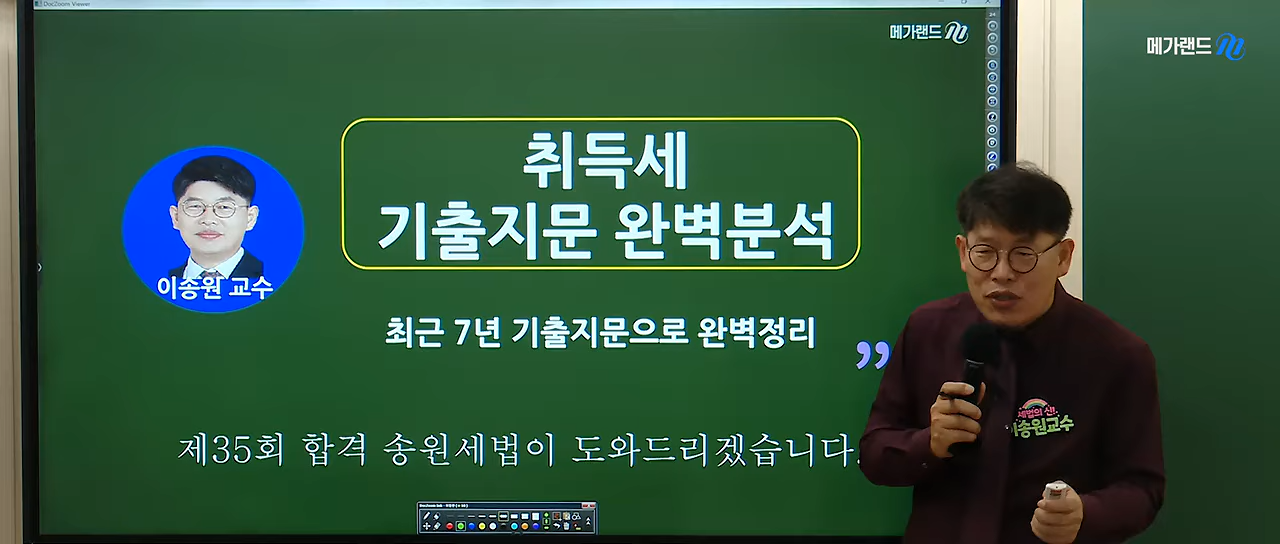 DocZoom Viewer
메가랜드
메가랜드
취득세
기출지문 완벽분석
이송원 교수
최근 7년 기출지문으로 완벽정리
”
제35회 합격 송원세법이 도와드리겠습니다.
세법의 신!
이송원교수